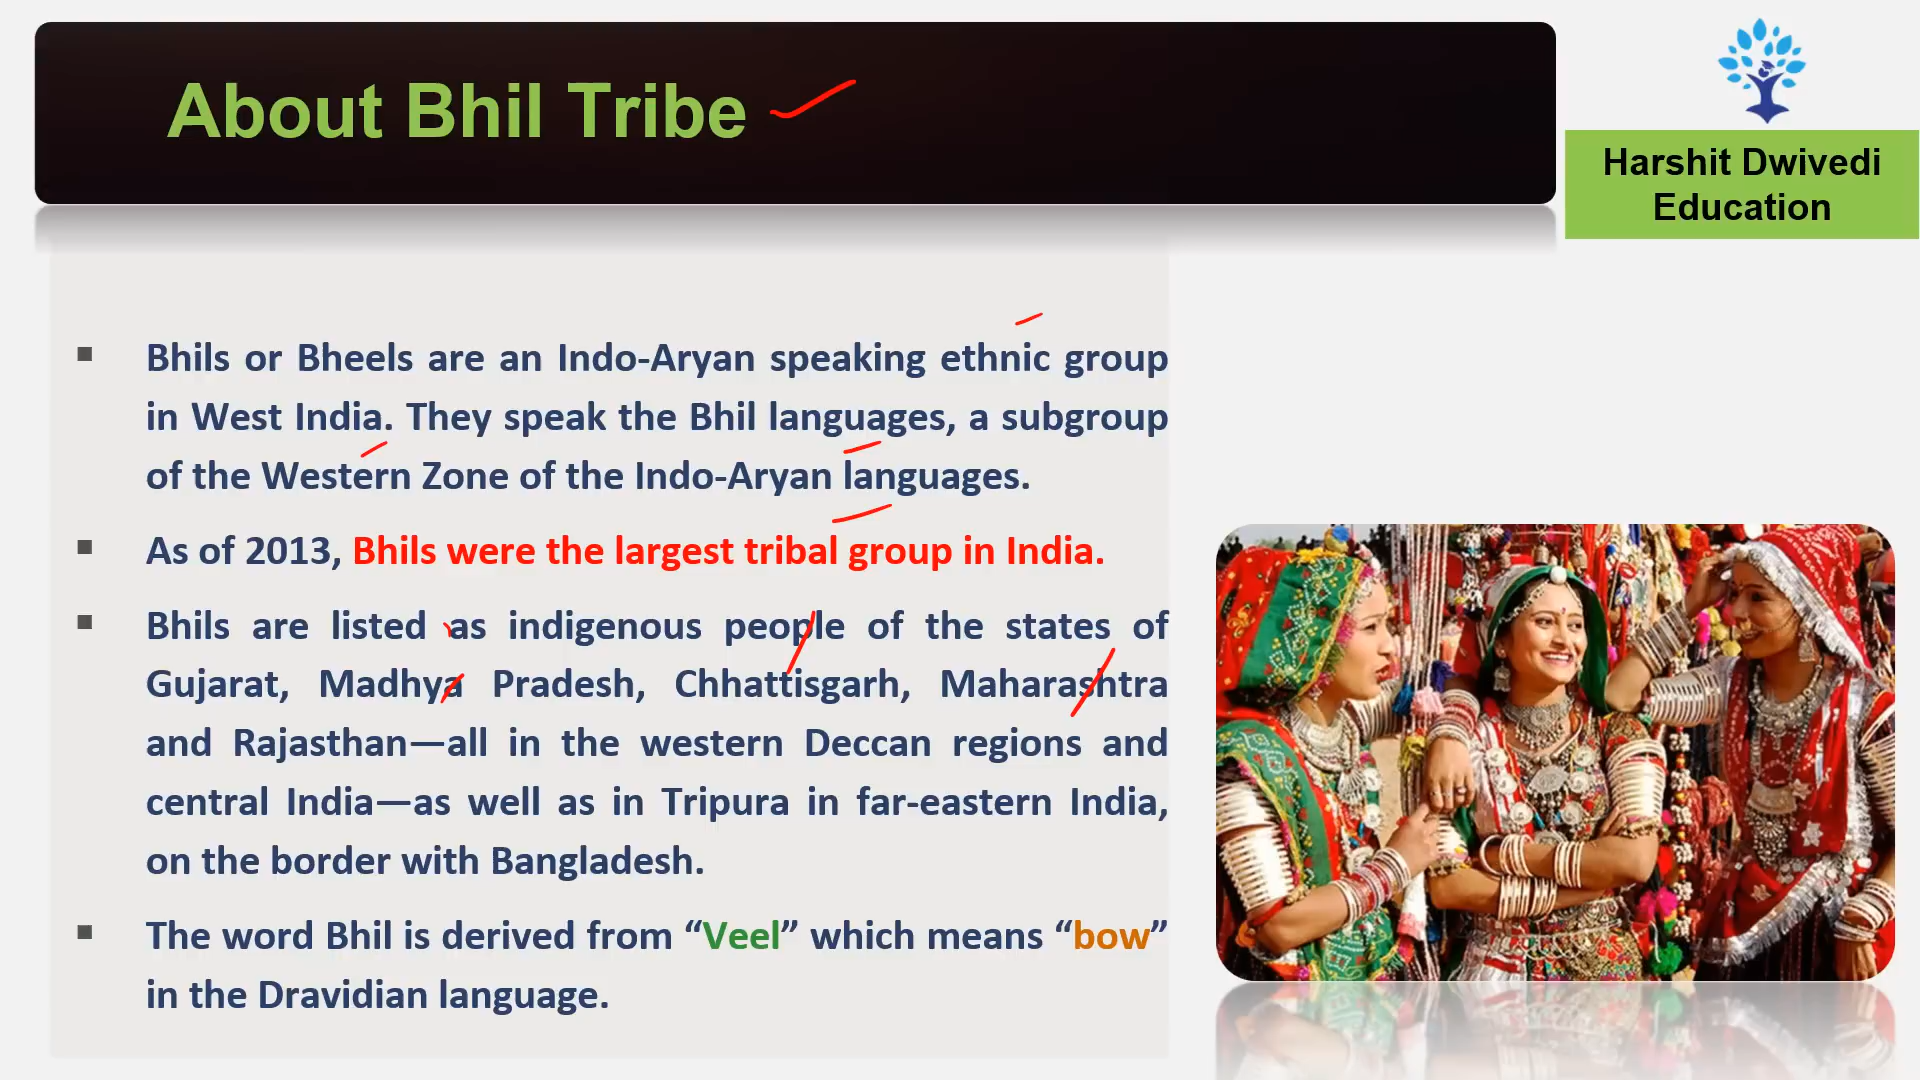 About Bhil Tribe
Harshit Dwivedi
Education
Bhils or Bheels are an Indo-Aryan speaking ethnic group
in West India. They speak the Bhil languages, a subgroup
of the Western Zone of the Indo-Aryan languages.
As of 2013, Bhils were the largest tribal group in India.
Bhils are listed as indigenous people of the states of
Gujarat, Madhya Pradesh, Chhattisgarh, Maharashtra
and Rajasthan—all in the western Deccan regions and
central India—as well as in Tripura in far-eastern India,
on the border with Bangladesh.
The word Bhil is derived from “Veel” which means “bow”
in the Dravidian language.